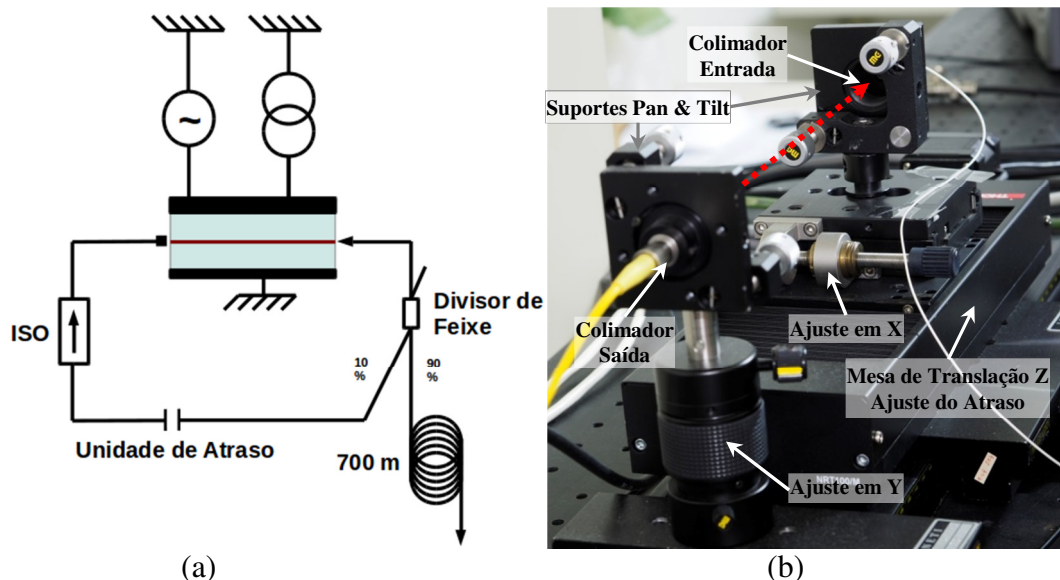 ~
ISO
10
%
90
%
Divisor de
Feixe
Unidade de Atraso
700 m
(a)
Colimador
Entrada
Suportes Pan & Tilt
Colimador
Saída
Ajuste em X
Mesa de Translação Z
Ajuste do Atraso
Ajuste em Y
NRT100/M
(b)